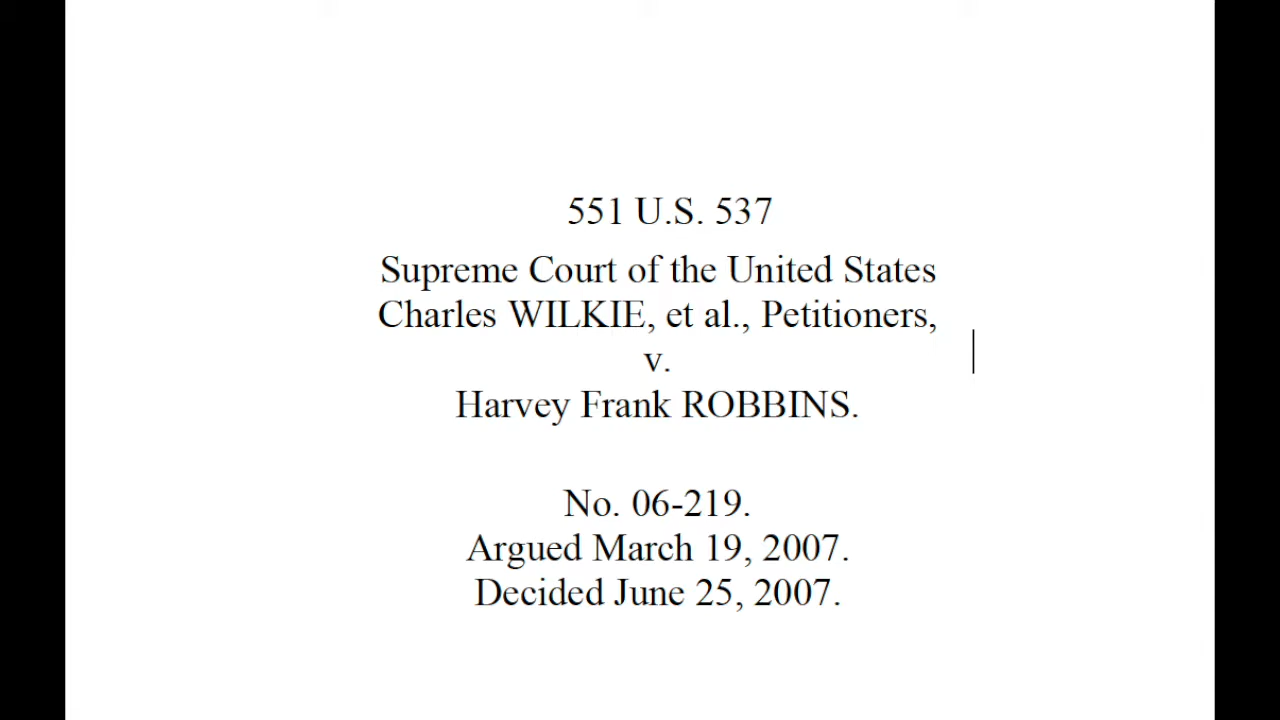 551 U.S. 537
Supreme Court of the United States
Charles WILKIE, et al., Petitioners,
v.
Harvey Frank ROBBINS.
No. 06-219.
Argued March 19, 2007.
Decided June 25, 2007.